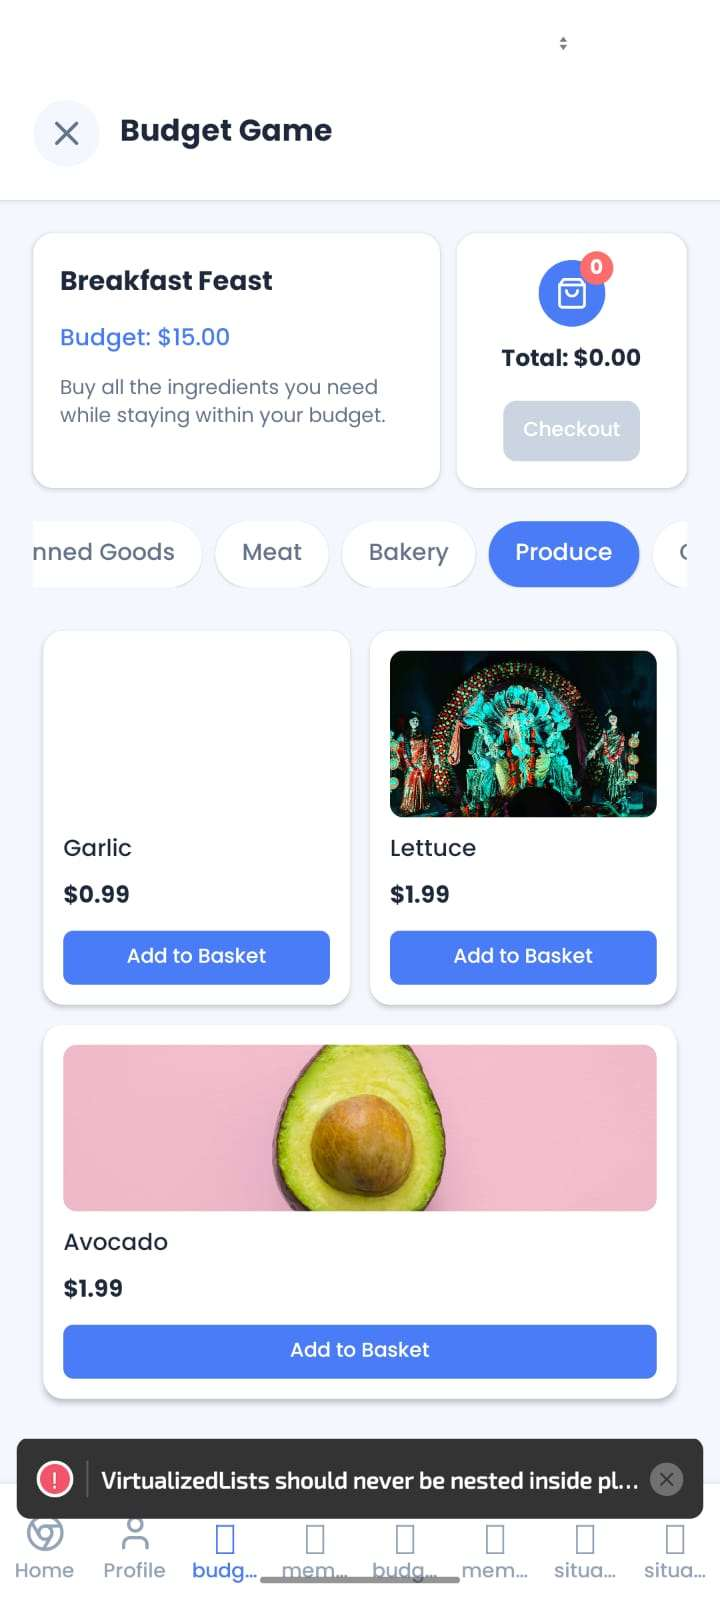 Budget Game
Breakfast Feast
Budget: $15.00
Buy all the ingredients you need
while staying within your budget.
0
Total: $0.00
Checkout
nned Goods
Meat
Bakery
Produce
Garlic
$0.99
Add to Basket
Lettuce
$1.99
Add to Basket
Avocado
$1.99
Add to Basket
VirtualizedLists should never be nested inside pl...
Home
Profile
budg...
mem...
budg...
mem...
situa...
situa...